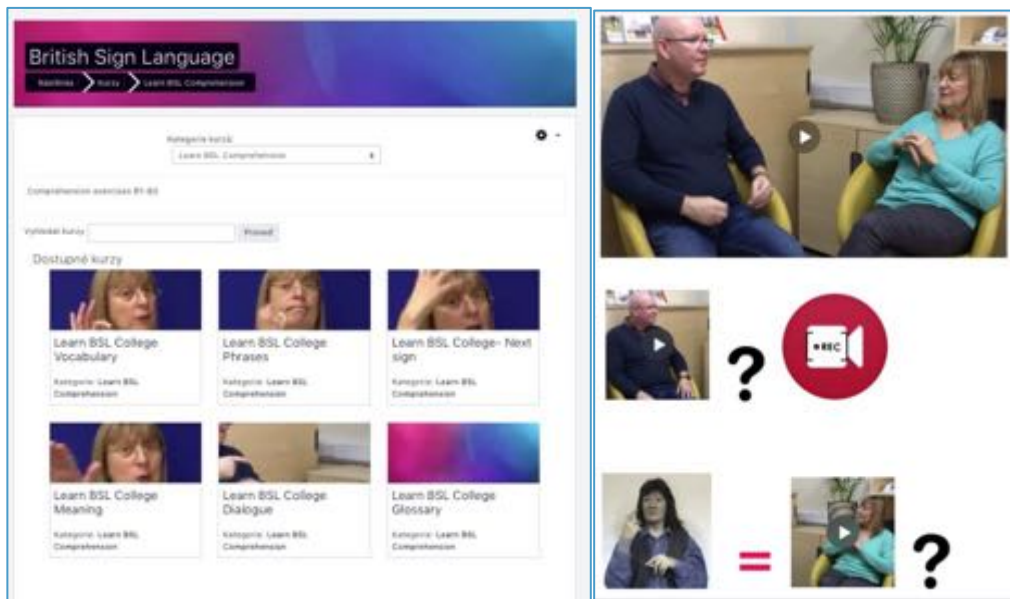 British Sign Language
Kurzy
Learn BSL Comprehension
Kategorie kurzů
Learn BSL Comprehension
Comprehension exercises B1-B2
Vyhledat kurzy
Proveď
Dostupné kurzy
Learn BSL College
Vocabulary
Kategorie: Learn BSL
Comprehension
Learn BSL College
Phrases
Kategorie: Learn BSL
Comprehension
Learn BSL College- Next
sign
Kategorie: Learn BSL
Comprehension
Learn BSL College
Meaning
Kategorie: Learn BSL
Comprehension
Learn BSL College
Dialogue
Kategorie: Learn BSL
Comprehension
Learn BSL College
Glossary
Kategorie: Learn BSL
Comprehension
?
REC
=
?